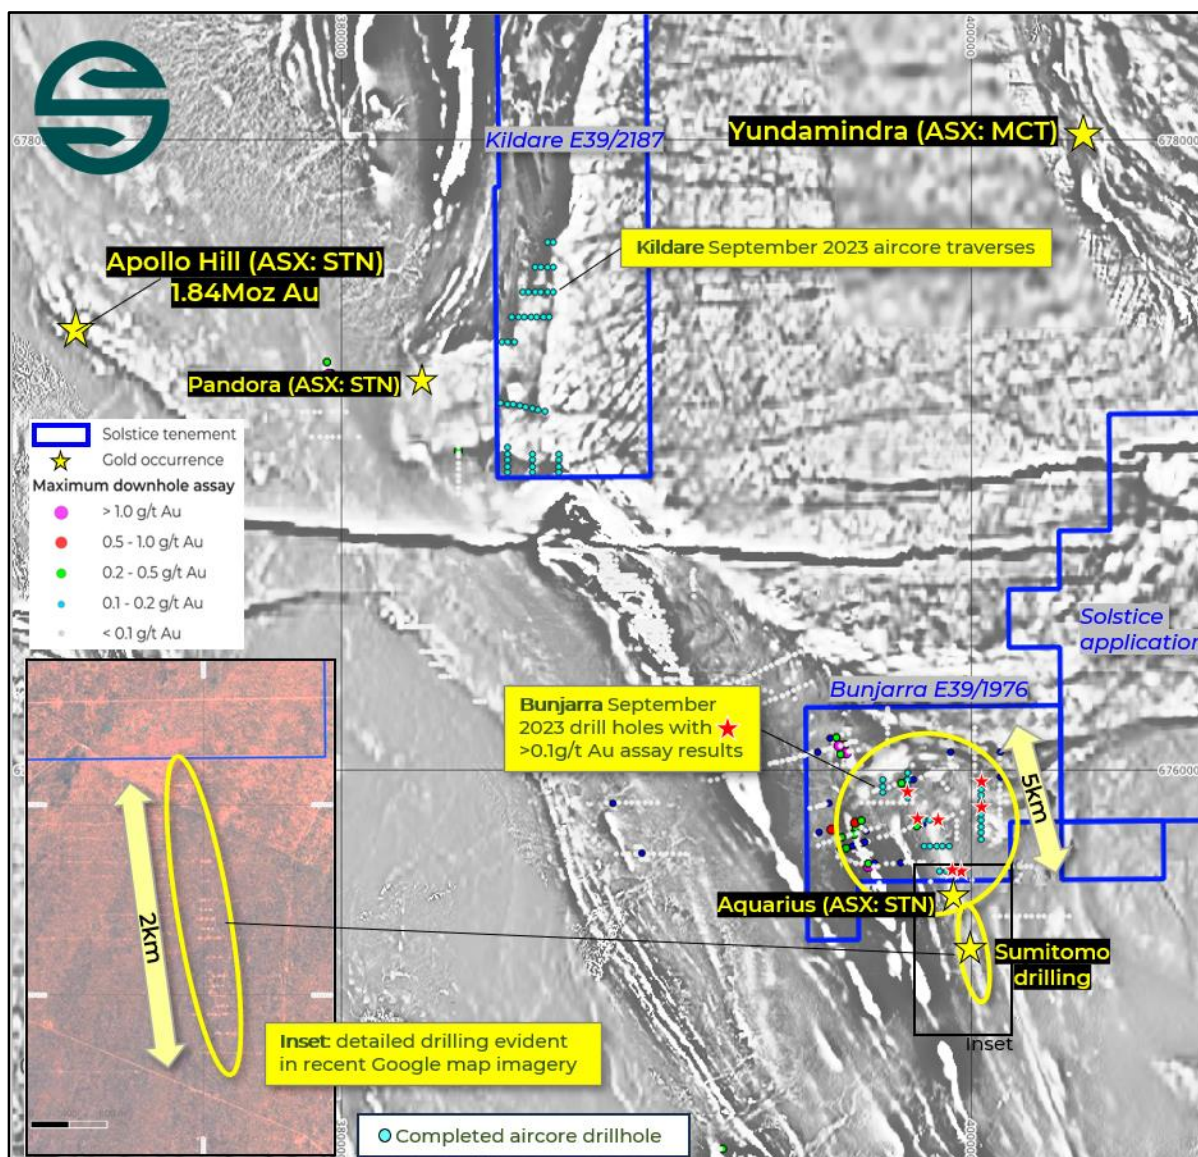 380000
400000
Kildare E39/2187
Yundamindra (ASX: MCT)
Kildare September 2023 aircore traverses
Apollo Hill (ASX: STN)
1.84Moz Au
Pandora (ASX: STN)
Solstice tenement
Gold occurrence
Maximum downhole assay
> 1.0 g/t Au
0.5 - 1.0 g/t Au
0.2 - 0.5 g/t Au
0.1 - 0.2 g/t Au
< 0.1 g/t Au
Solstice
application
Bunjarra E39/1976
Bunjarra September
2023 drill holes with
>0.1g/t Au assay results
5km
Aquarius (ASX: STN)
Sumitomo
drilling
2km
Inset: detailed drilling evident
in recent Google map imagery
Inset
Completed aircore drillhole
380000
400000